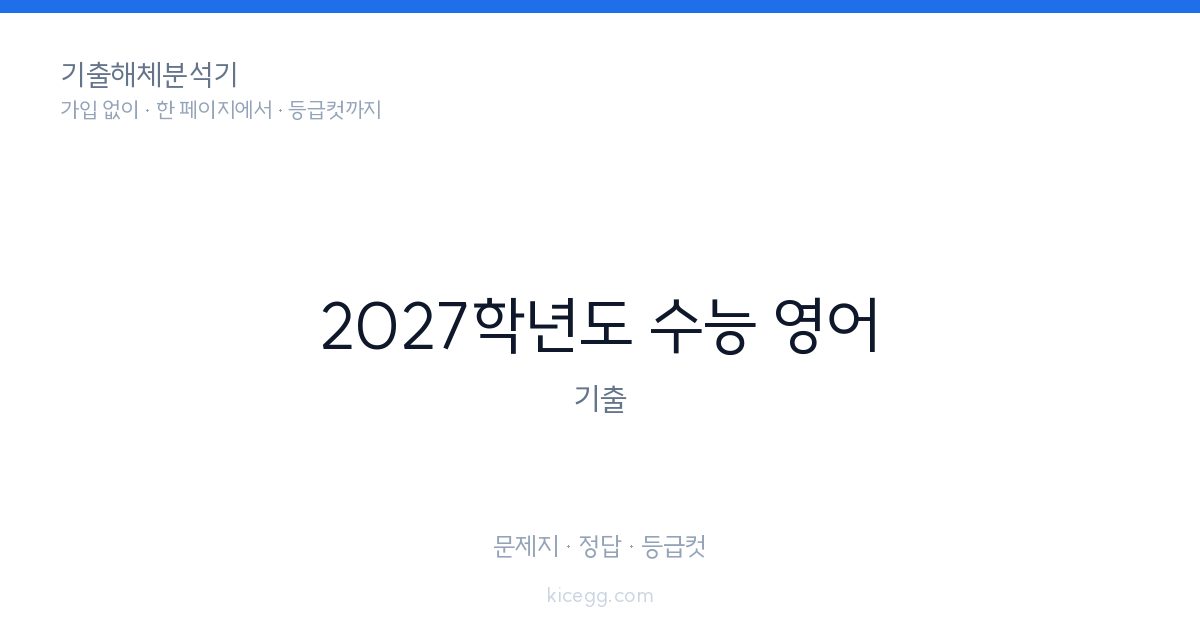 기출해체분석기
가입 없이 · 한 페이지에서 · 등급컷까지
2027학년도 수능 영어
기출
문제지 · 정답 · 등급컷
kicegg.com